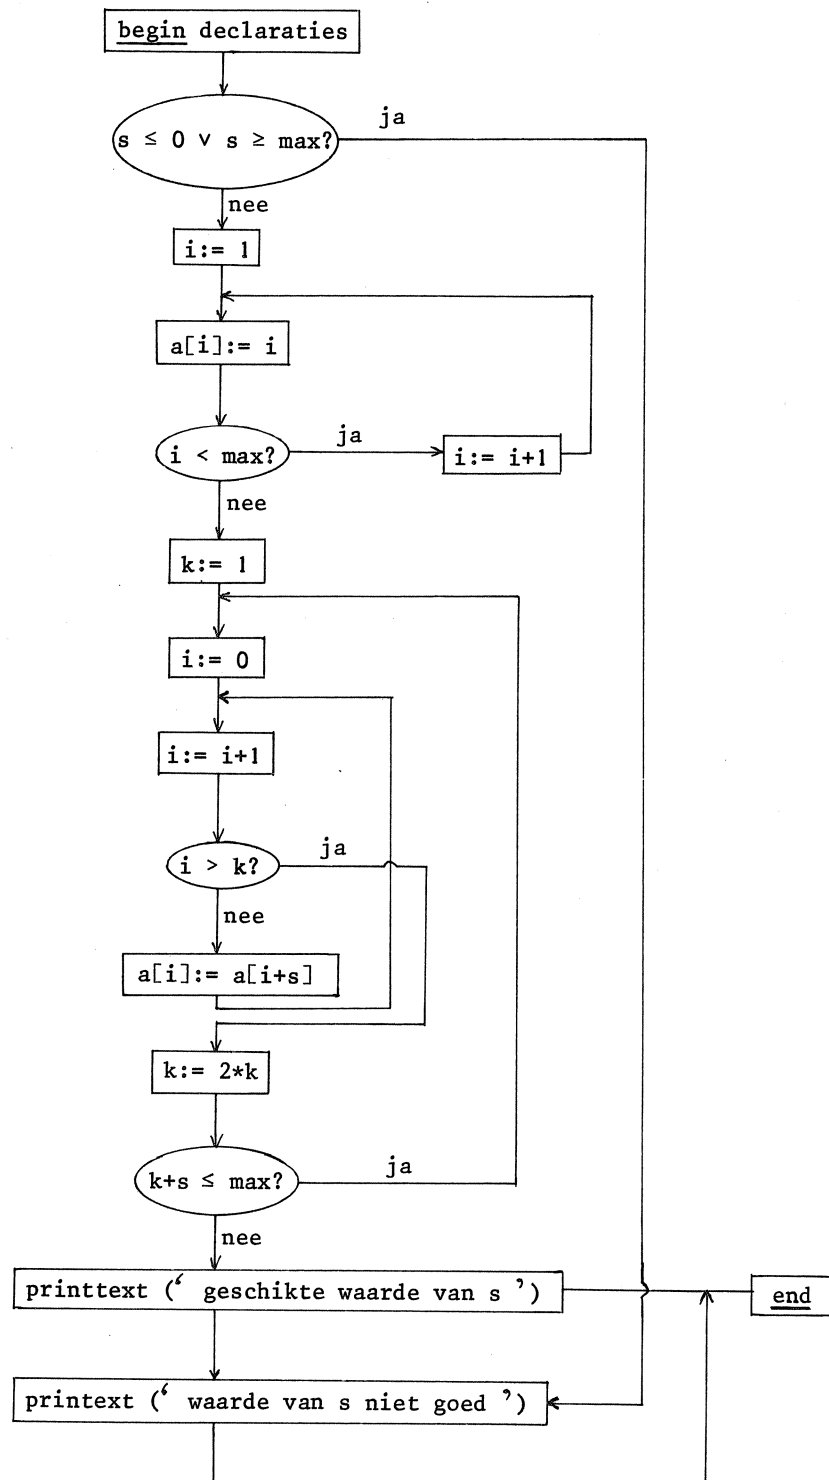 begin declaraties
s ≤ 0 v s ≥ max?
ja
nee
i:= 1
a[i]:= i
i < max?
ja
i:= i+1
nee
k:= 1
i:= 0
i:= i+1
i > k?
ja
nee
a[i]:= a[i+s]
k:= 2*k
k+s ≤ max?
ja
nee
printtext (‘ geschikte waarde van s ’)
end
printext (‘ waarde van s niet goed ’)